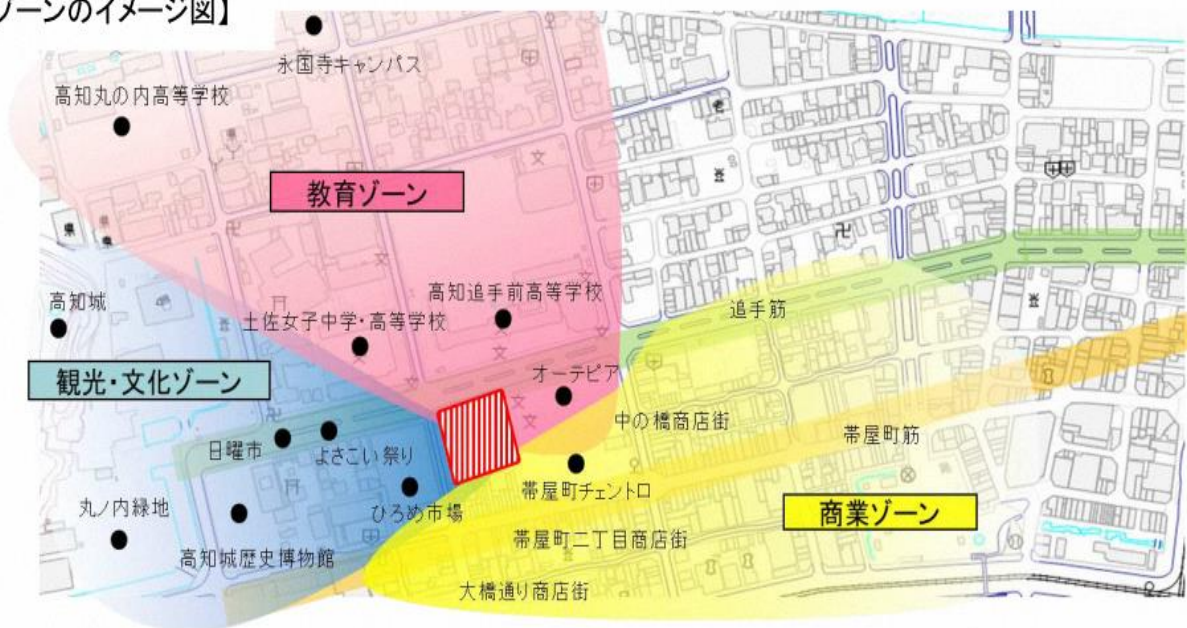 ゾーンのイメージ図】
永国寺キャンパス
高知丸の内高等学校
教育ゾーン
高知城
高知追手前高等学校
土佐女子中学・高等学校
追手筋
観光・文化ゾーン
オーテピア
中の橋商店街
帯屋町筋
日曜市
よさこい祭り
帯屋町チェントロ
丸ノ内緑地
ひろめ市場
商業ゾーン
帯屋町二丁目商店街
高知城歴史博物館
大橋通り商店街